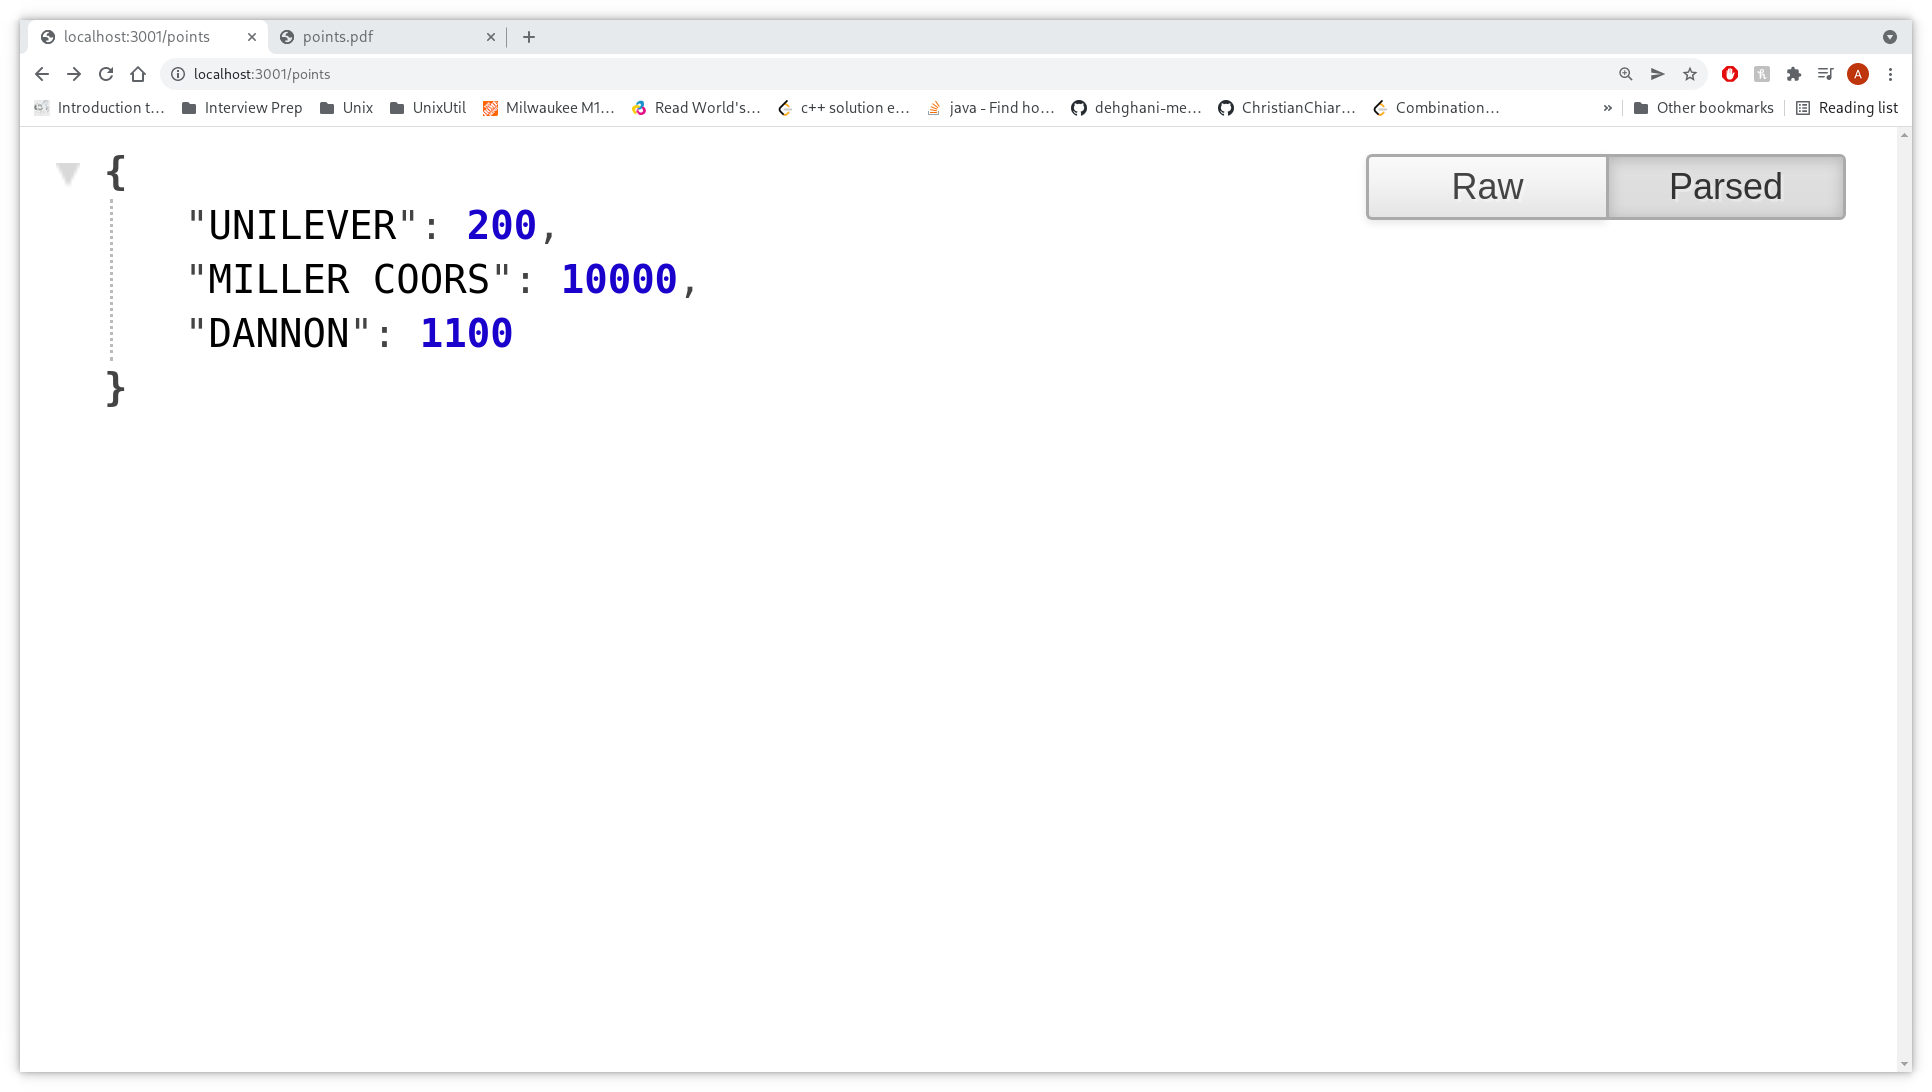 localhost:3001/points
points.pdf
localhost:3001/points
A
Introduction t...
Interview Prep
Unix
UnixUtil
Milwaukee M1...
Read World's...
c++ solution e...
java - Find ho...
dehghani-me...
ChristianChiar...
Combination...
»
Other bookmarks
Reading list
{
Raw
Parsed
"UNILEVER": 200,
"MILLER COORS": 10000,
"DANNON": 1100
}